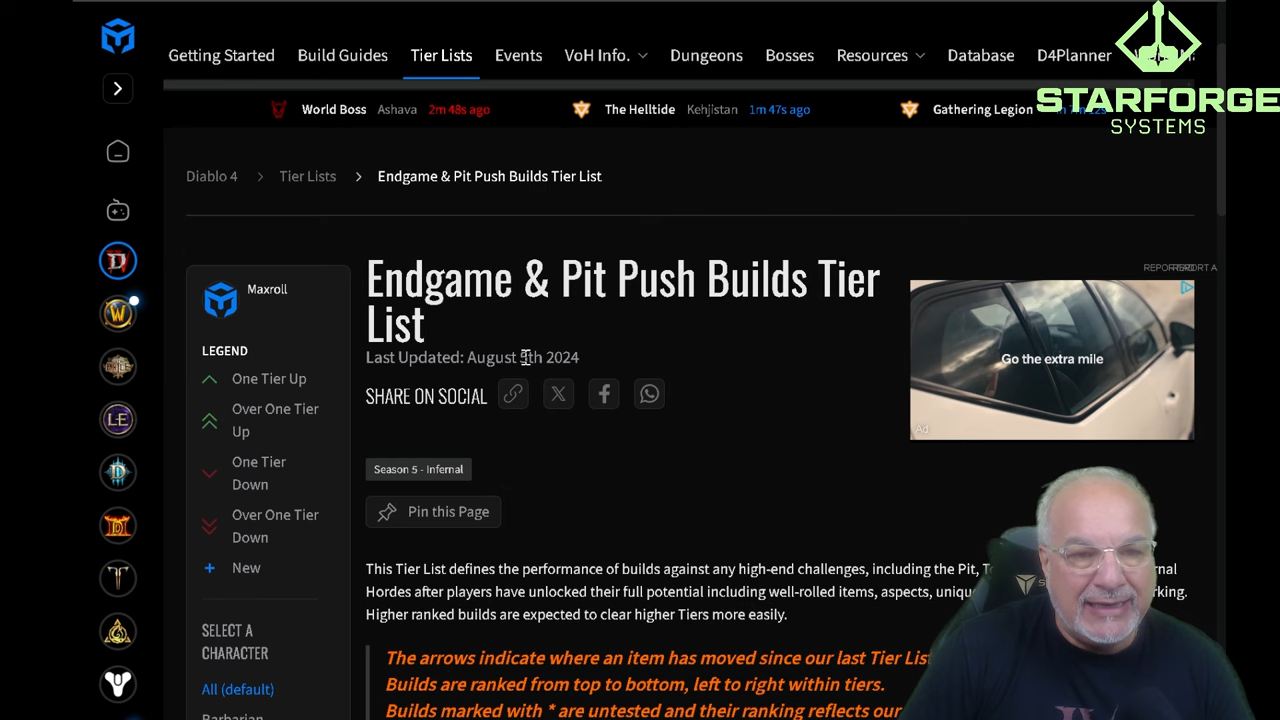 Getting Started Build Guides Tier Lists Events VoH Info. Dungeons Bosses Resources Database D4Planner
STARFORGE
SYSTEMS
World Boss Ashava 2m 48s ago The Helltide Kehjistan 1m 47s ago Gathering Legion
Diablo 4 > Tier Lists > Endgame & Pit Push Builds Tier List
Maxroll
LEGEND
One Tier Up
Over One Tier
Up
One Tier
Down
Over One Tier
Down
New
SELECT A
CHARACTER
All (default)
Barbarian
Endgame & Pit Push Builds Tier
List
Last Updated: August 9th 2024
SHARE ON SOCIAL
Season 5 - Infernal
Pin this Page
This Tier List defines the performance of builds against any high-end challenges, including the Pit,
Hordes after players have unlocked their full potential including well-rolled items, aspects,
Higher ranked builds are expected to clear higher Tiers more easily.
The arrows indicate where an item has moved since our last Tier List
Builds are ranked from top to bottom, left to right within tiers.
Builds marked with * are untested and their ranking reflects our
REPORT A
Go the extra mile
Ad